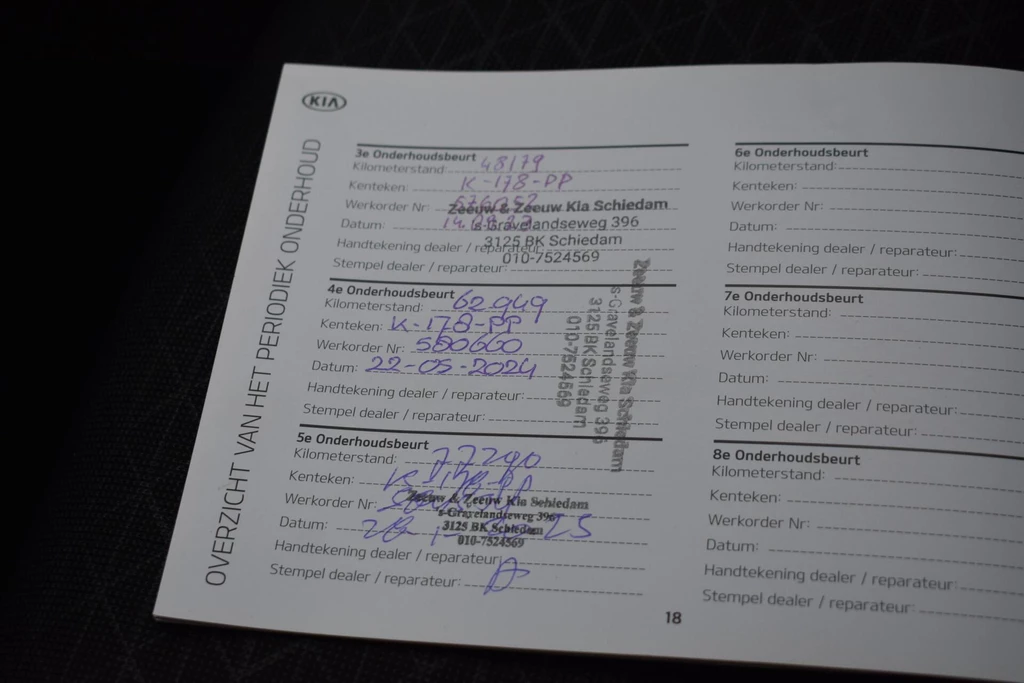 KIA
OVERZICHT VAN HET PERIODIEK ONDERHOUD
3e Onderhoudsbeurt
Kilometerstand: 48179
Kenteken: K-178-PP
Werkorder Nr:
Datum:
Handtekening dealer / reparateur:
Stempel dealer / reparateur:
Zeeuw & Zeeuw Kia Schiedam
's-Gravelandseweg 396
3125 BK Schiedam
010-7524569
4e Onderhoudsbeurt
Kilometerstand: 62949
Kenteken: K-178-PP
Werkorder Nr: 580660
Datum: 22-05-2024
Handtekening dealer / reparateur:
Stempel dealer / reparateur:
Zeeuw & Zeeuw Kia Schiedam
's-Gravelandseweg 396
3125 BK Schiedam
010-7524569
5e Onderhoudsbeurt
Kilometerstand: 77290
Kenteken:
Werkorder Nr:
Datum:
Handtekening dealer / reparateur:
Stempel dealer / reparateur:
Zeeuw & Zeeuw Kia Schiedam
's-Gravelandseweg 396
3125 BK Schiedam
010-7524569
6e Onderhoudsbeurt
Kilometerstand:
Kenteken:
Werkorder Nr:
Datum:
Handtekening dealer / reparateur:
Stempel dealer / reparateur:
7e Onderhoudsbeurt
Kilometerstand:
Kenteken:
Werkorder Nr:
Datum:
Handtekening dealer / reparateur:
Stempel dealer / reparateur:
8e Onderhoudsbeurt
Kilometerstand:
Kenteken:
Werkorder Nr:
Datum:
Handtekening dealer / reparateur:
Stempel dealer / reparateur:
18